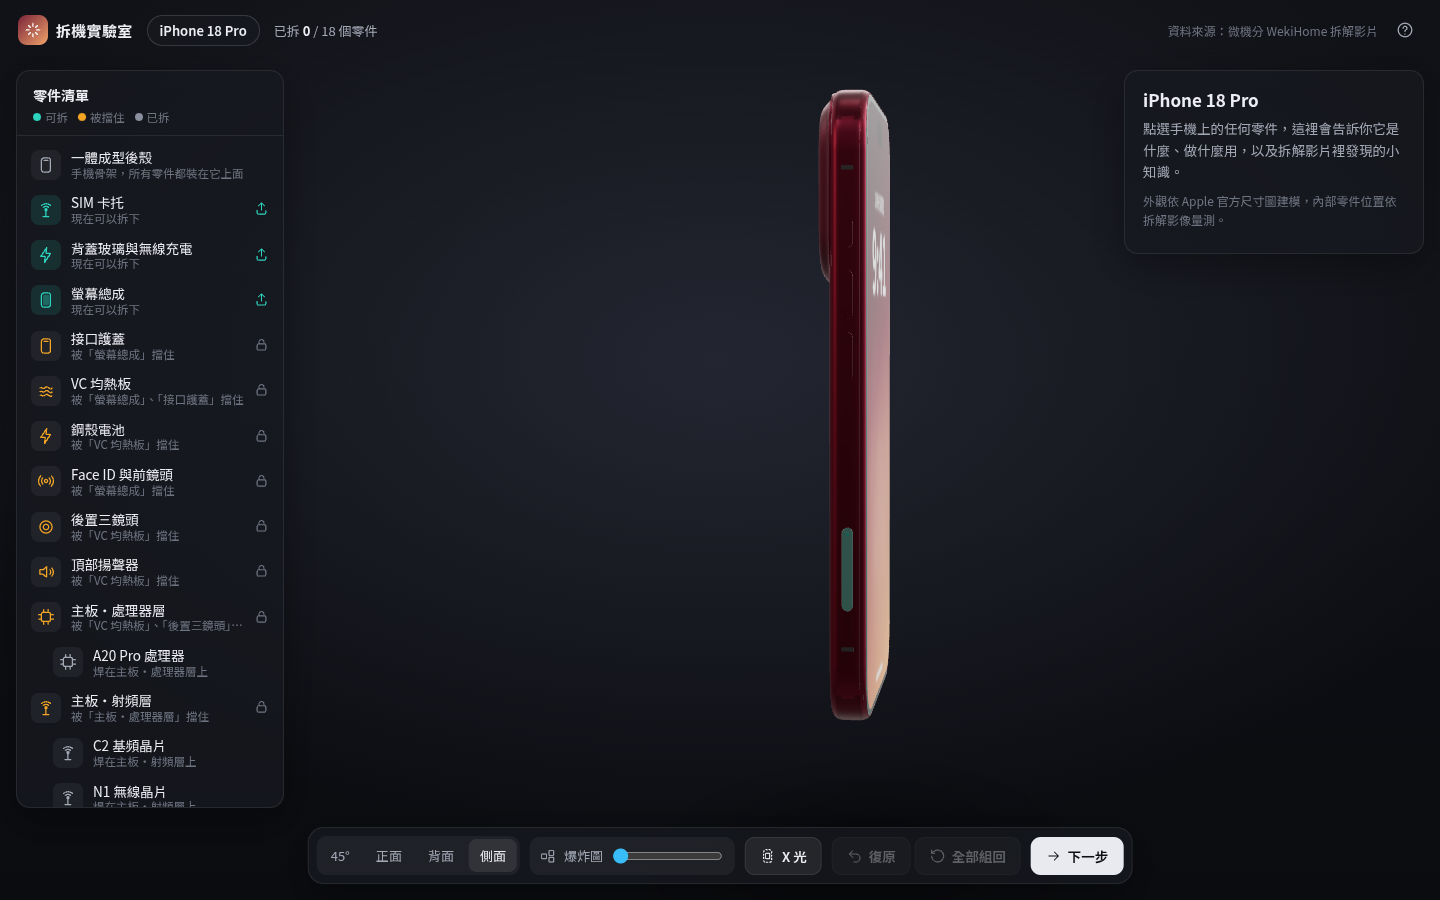 拆機實驗室
iPhone 18 Pro
已拆 0 / 18 個零件
資料來源：微機分 WekiHome 拆解影片
零件清單
可拆
被擋住
已拆
一體成型後殼
手機骨架，所有零件都裝在它上面
SIM 卡托
現在可以拆下
背蓋玻璃與無線充電
現在可以拆下
螢幕總成
現在可以拆下
接口護蓋
被「螢幕總成」擋住
VC 均熱板
被「螢幕總成」、「接口護蓋」擋住
鋼殼電池
被「VC 均熱板」擋住
Face ID 與前鏡頭
被「螢幕總成」擋住
後置三鏡頭
被「VC 均熱板」擋住
頂部揚聲器
被「VC 均熱板」擋住
主板・處理器層
被「VC 均熱板」、「後置三鏡頭」…
A20 Pro 處理器
焊在主板・處理器層上
主板・射頻層
被「主板・處理器層」擋住
C2 基頻晶片
焊在主板・射頻層上
N1 無線晶片
焊在主板・射頻層上
9:41
iPhone 18 Pro
點選手機上的任何零件，這裡會告訴你它是
什麼、做什麼用，以及拆解影片裡發現的小
知識。
外觀依 Apple 官方尺寸圖建模，內部零件位置依
拆解影像量測。
45°
正面
背面
側面
爆炸圖
X 光
復原
全部組回
下一步